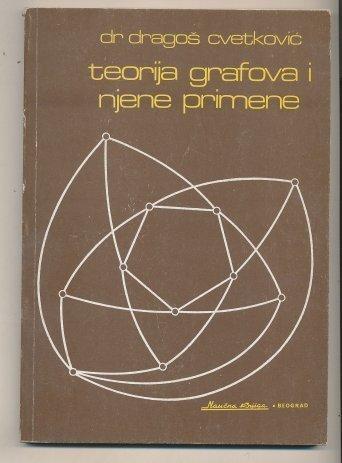 dr dragoš cvetković
teorija grafova i
njene primene
Naučna knjiga • BEOGRAD